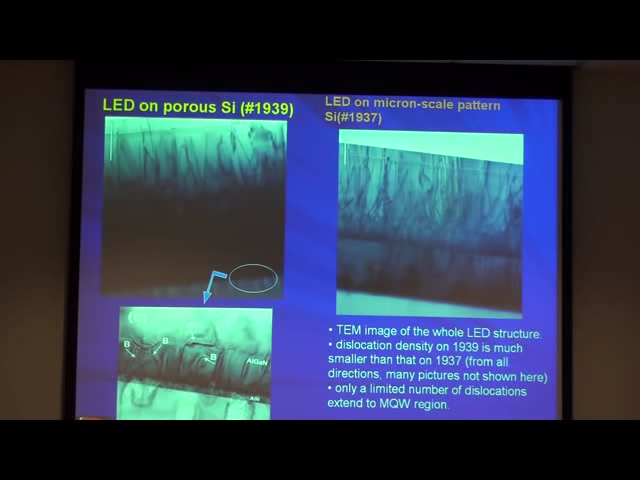 LED on porous Si (#1939)
LED on micron-scale pattern
Si(#1937)
B
B
B
AlGaN
• TEM image of the whole LED structure.
• dislocation density on 1939 is much
smaller than that on 1937 (from all
directions, many pictures not shown here)
• only a limited number of dislocations
extend to MQW region.